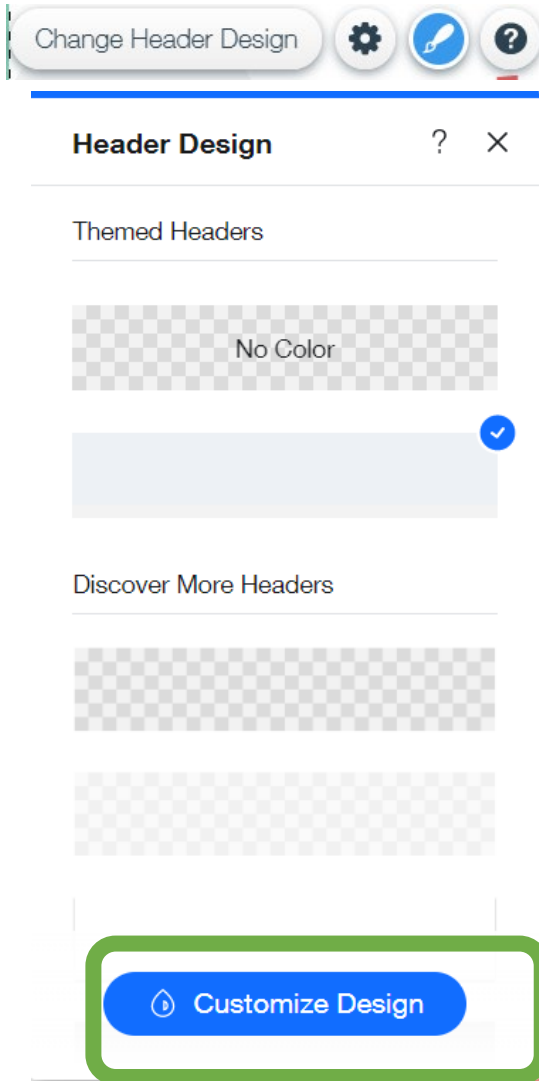 Change Header Design
?
Header Design
?
Themed Headers
No Color
Discover More Headers
Customize Design